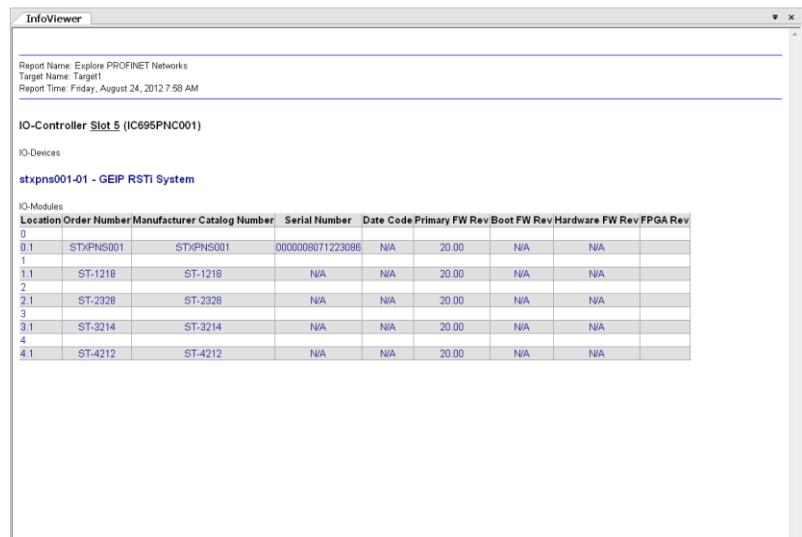 InfoViewer
Report Name: Explore PROFINET Networks
Target Name: Target1
Report Time: Friday, August 24, 2012 7:58 AM
IO-Controller Slot 5 (IC695PNC001)
IO-Devices
stxpns001-01 - GEIP RSTi System
IO-Modules
Location Order Number Manufacturer Catalog Number Serial Number Date Code Primary FW Rev Boot FW Rev Hardware FW Rev FPGA Rev
0
0.1 STXPNS001 STXPNS001 0000008071223086 N/A 20.00 N/A N/A
1
1.1 ST-1218 ST-1218 N/A N/A 20.00 N/A N/A
2
2.1 ST-2328 ST-2328 N/A N/A 20.00 N/A N/A
3
3.1 ST-3214 ST-3214 N/A N/A 20.00 N/A N/A
4
4.1 ST-4212 ST-4212 N/A N/A 20.00 N/A N/A